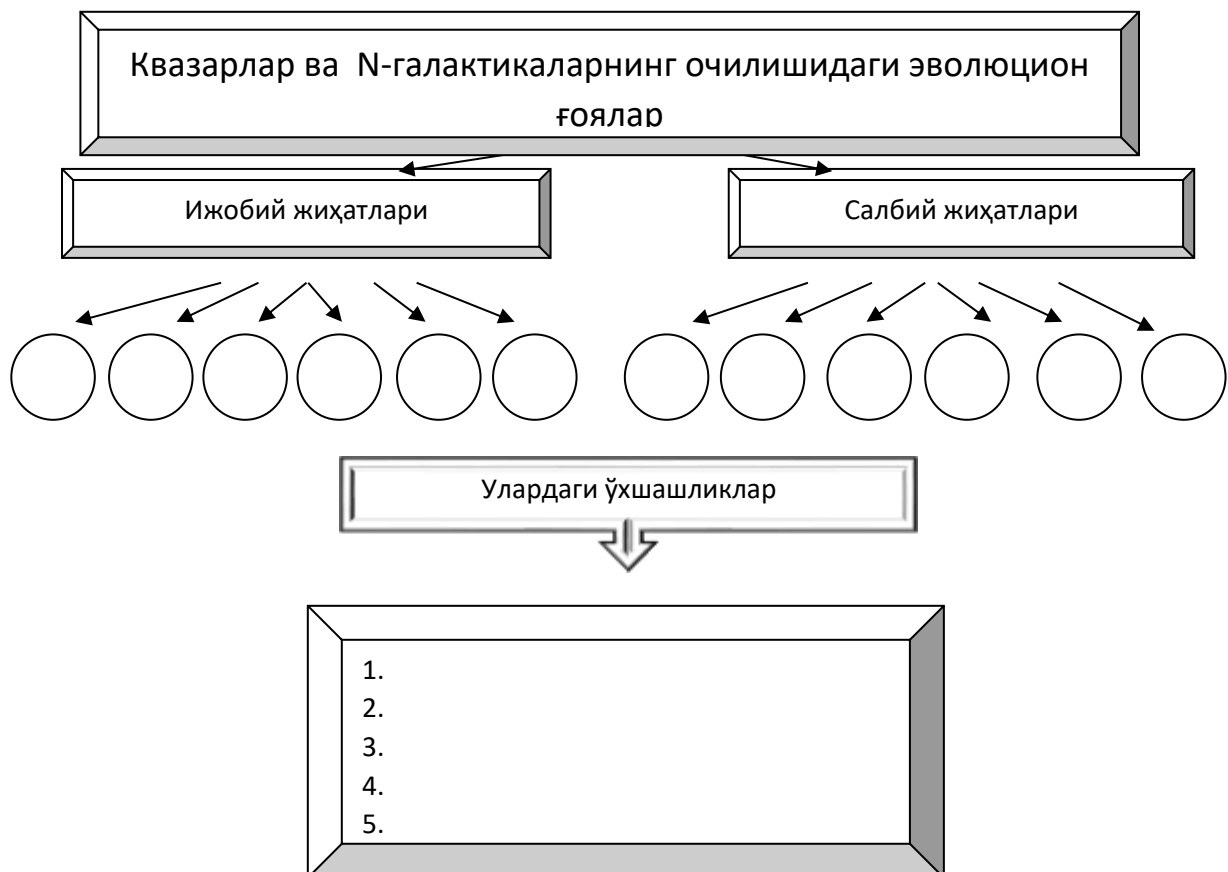 Квазарлар ва N-галактикаларнинг очилишидаги эволюцион
ғоялар
Ижобий жиҳатлари
Салбий жиҳатлари
Улардаги ўхшашликлар
1.
2.
3.
4.
5.